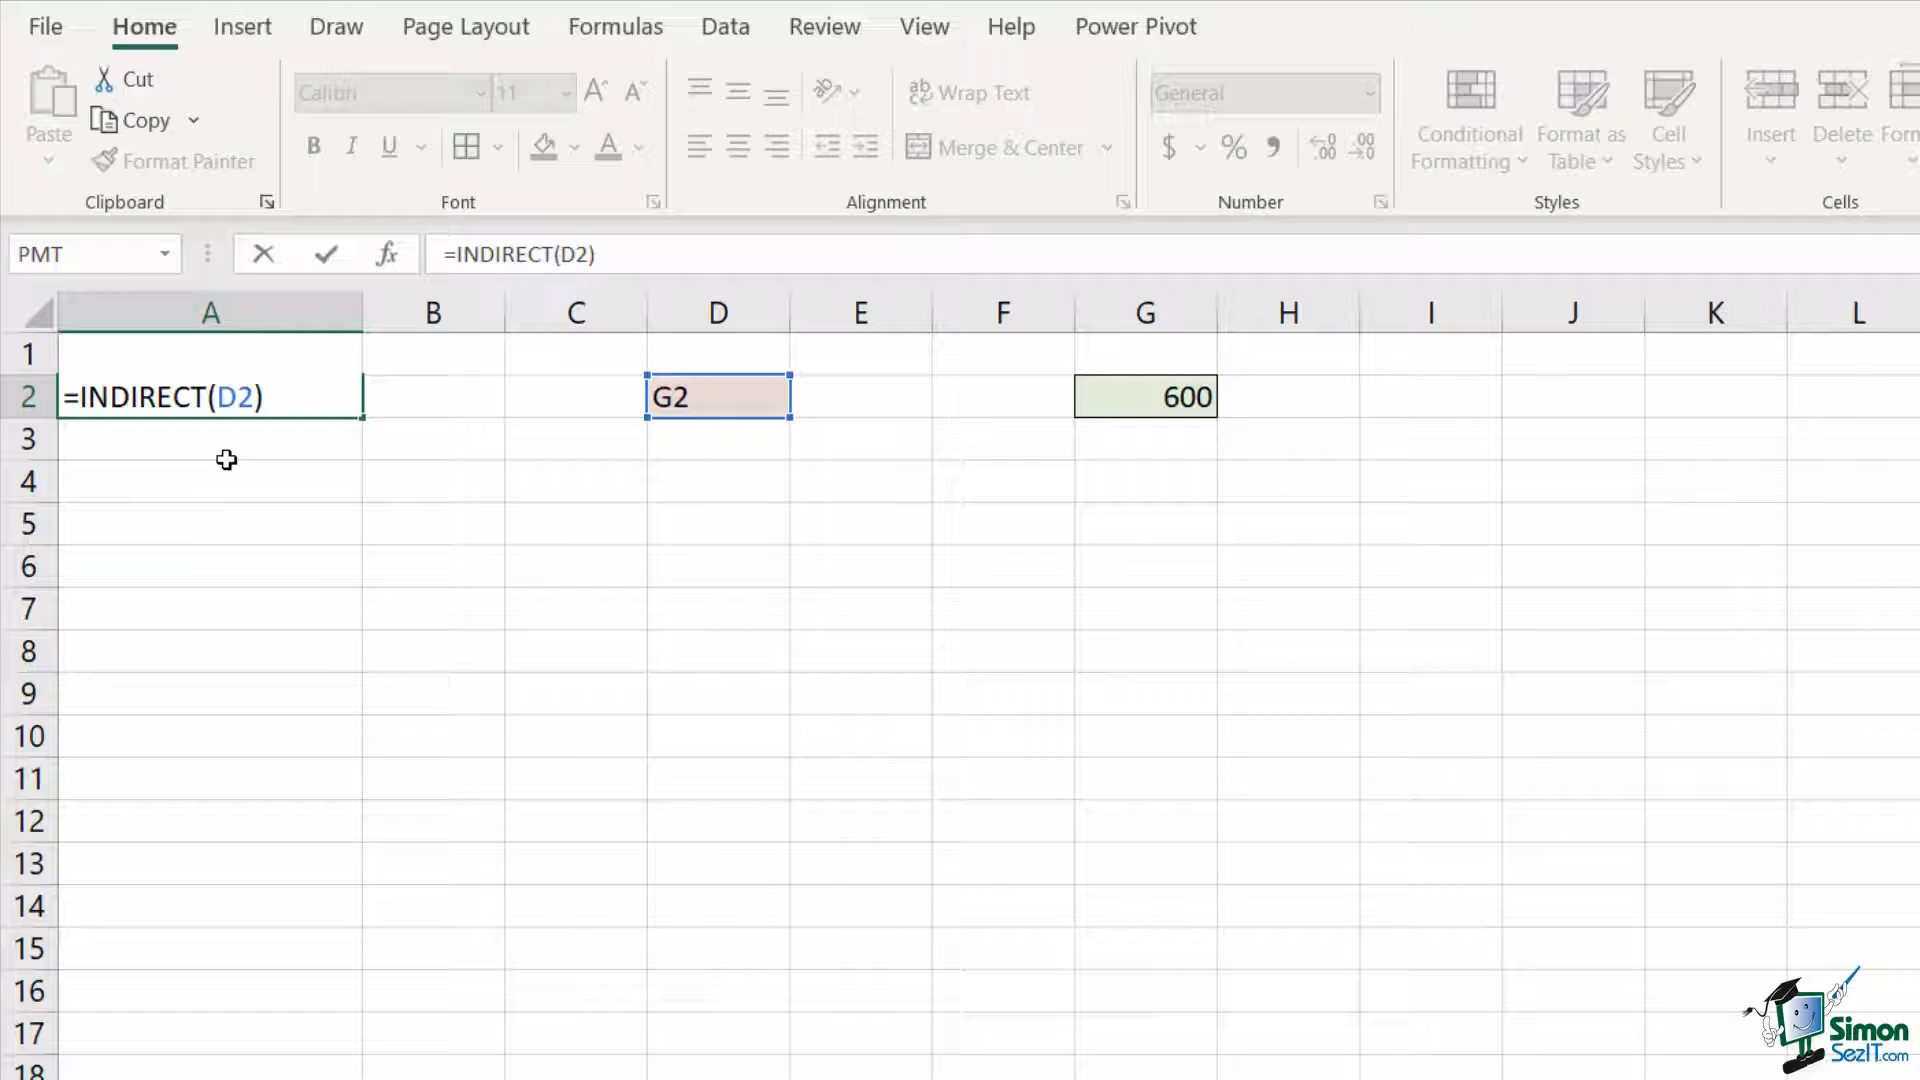 File Home Insert Draw Page Layout Formulas Data Review View Help Power Pivot
Cut
Copy
Format Painter
Paste
Clipboard
Calibri 11
B I U
Font
Wrap Text
Merge & Center
Alignment
General
$ % 9
Number
Conditional Formatting
Format as Table
Cell Styles
Styles
Insert Delete Form
Cells
PMT fx =INDIRECT(D2)
A B C D E F G H I J K L
1
2 =INDIRECT(D2) G2 600
3
4
5
6
7
8
9
10
11
12
13
14
15
16
17
18
Simon
SezIT.com